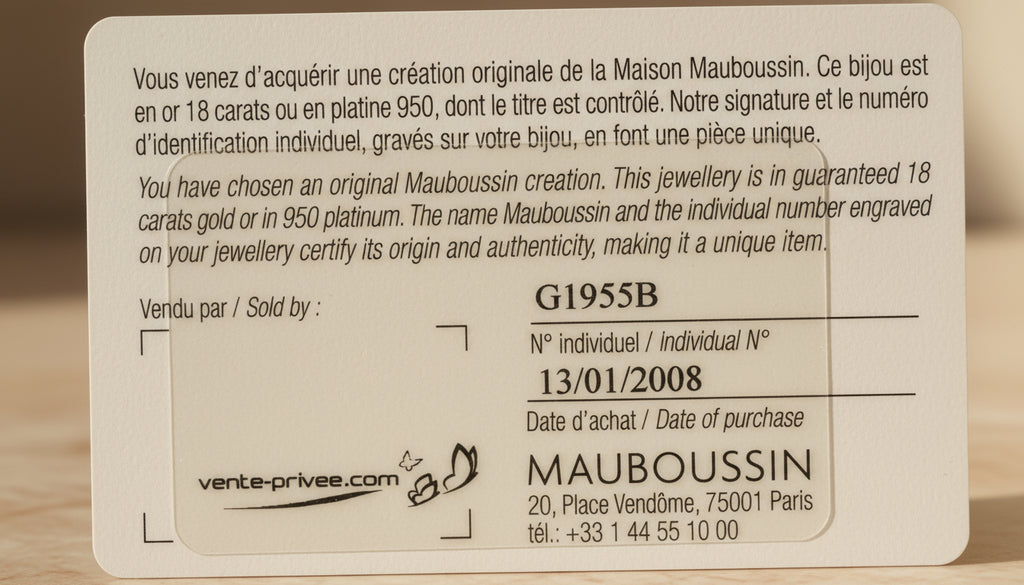 Vous venez d'acquérir une création originale de la Maison Mauboussin. Ce bijou est
en or 18 carats ou en platine 950, dont le titre est contrôlé. Notre signature et le numéro
d'identification individuel, gravés sur votre bijou, en font une pièce unique.
You have chosen an original Mauboussin creation. This jewellery is in guaranteed 18
carats gold or in 950 platinum. The name Mauboussin and the individual number engraved
on your jewellery certify its origin and authenticity, making it a unique item.
Vendu par / Sold by :
vente-privee.com
G1955B
N° individuel / Individual N°
13/01/2008
Date d'achat / Date of purchase
MAUBOUSSIN
20, Place Vendôme, 75001 Paris
tél.: +33 1 44 55 10 00